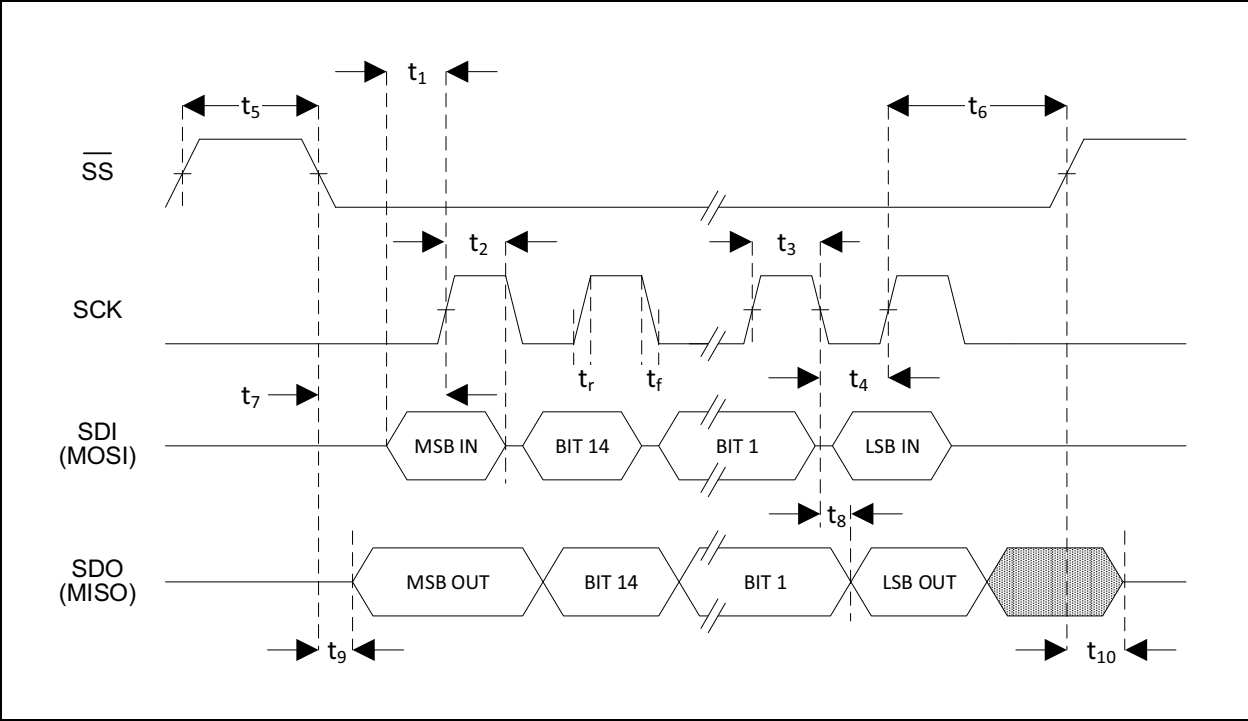 t1
t5
t6
SS
t2
t3
SCK
tr
tf
t4
t7
SDI
(MOSI)
MSB IN
BIT 14
BIT 1
LSB IN
t8
SDO
(MISO)
MSB OUT
BIT 14
BIT 1
LSB OUT
t9
t10